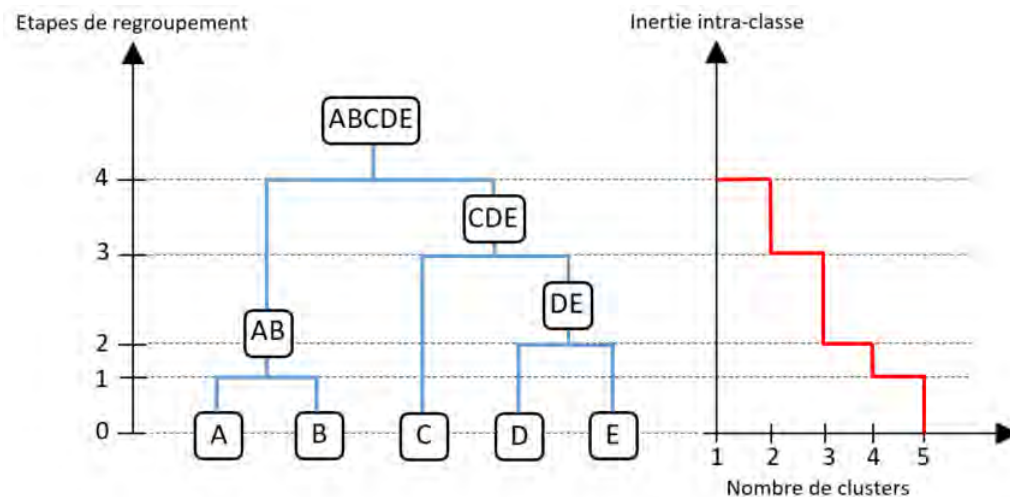 Etapes de regroupement
Inertie intra-classe
ABCDE
4
CDE
3
DE
AB
2
1
0
A B C D E
1 2 3 4 5
Nombre de clusters